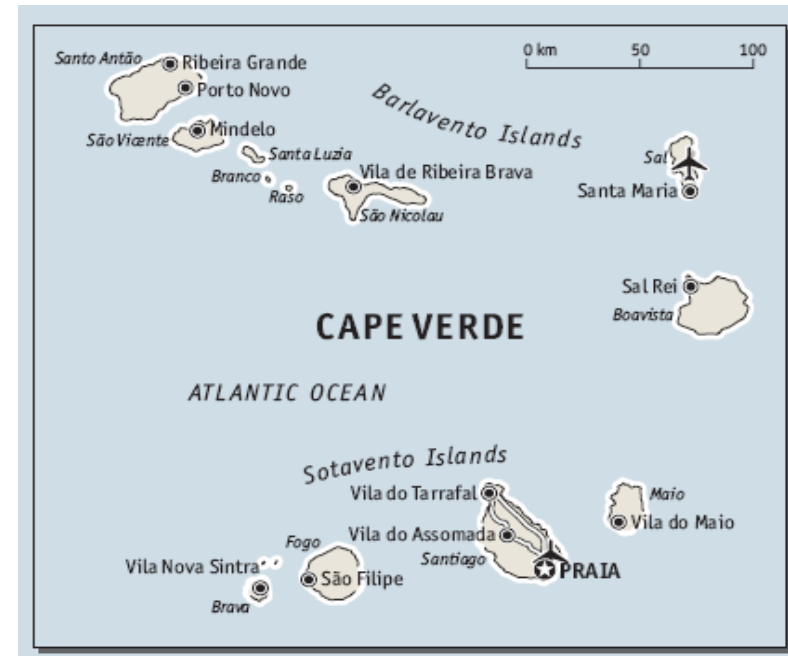 Santo Antão
Ribeira Grande
Porto Novo
0 km 50 100
Barlavento Islands
São Vicente
Mindelo
Santa Luzia
Branco
Raso
Vila de Ribeira Brava
São Nicolau
Sal
Santa Maria
Sal Rei
Boavista
CAPE VERDE
ATLANTIC OCEAN
Sotavento Islands
Vila do Tarrafal
Maio
Vila do Maio
Vila do Assomada
Santiago
PRAIA
Fogo
Vila Nova Sintra
São Filipe
Brava